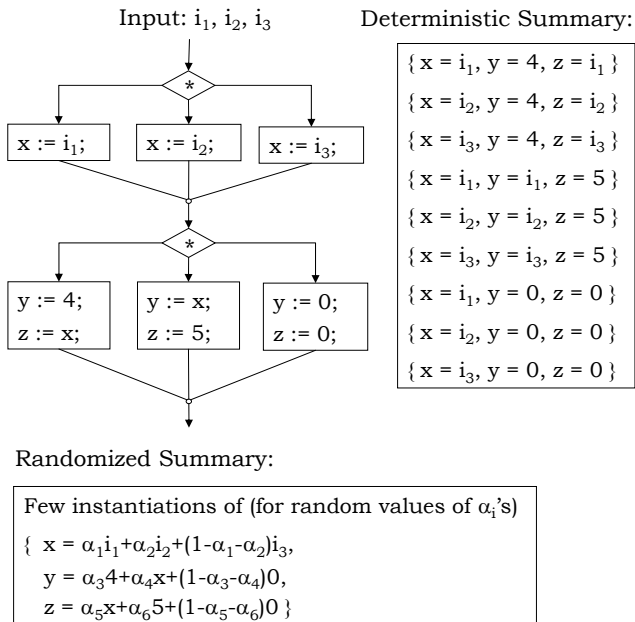 Input: i₁, i₂, i₃
*
x := i₁;
x := i₂;
x := i₃;
*
y := 4;
z := x;
y := x;
z := 5;
y := 0;
z := 0;
Deterministic Summary:
{ x = i₁, y = 4, z = i₁ }
{ x = i₂, y = 4, z = i₂ }
{ x = i₃, y = 4, z = i₃ }
{ x = i₁, y = i₁, z = 5 }
{ x = i₂, y = i₂, z = 5 }
{ x = i₃, y = i₃, z = 5 }
{ x = i₁, y = 0, z = 0 }
{ x = i₂, y = 0, z = 0 }
{ x = i₃, y = 0, z = 0 }
Randomized Summary:
Few instantiations of (for random values of αᵢ's)
{ x = α₁i₁+α₂i₂+(1-α₁-α₂)i₃,
y = α₃4+α₄x+(1-α₃-α₄)0,
z = α₅x+α₆5+(1-α₅-α₆)0 }